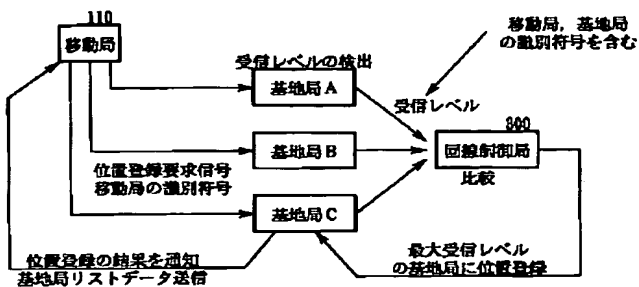 110
移動局
移動局，基地局
の識別符号を含む
受信レベルの検出
基地局A
受信レベル
300
基地局B
回線制御局
位置登録要求信号
移動局の識別符号
比較
基地局C
位置登録の結果を通知
基地局リストデータ送信
最大受信レベル
の基地局に位置登録